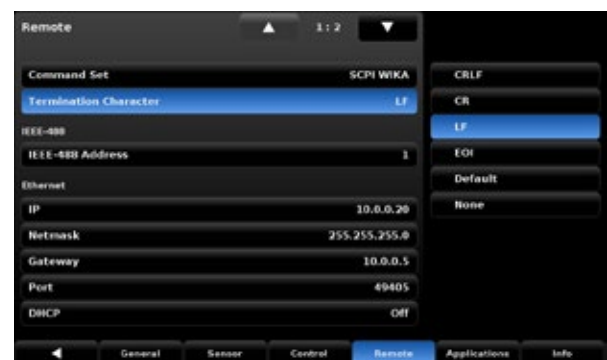 Remote 1:2
Command Set SCPI WIKA
Termination Character LF
IEEE-488
IEEE-488 Address 1
Ethernet
IP 10.0.0.20
Netmask 255.255.255.0
Gateway 10.0.0.5
Port 49405
DHCP Off
CRLF
CR
LF
EOI
Default
None
General Sensor Control Remote Applications Info